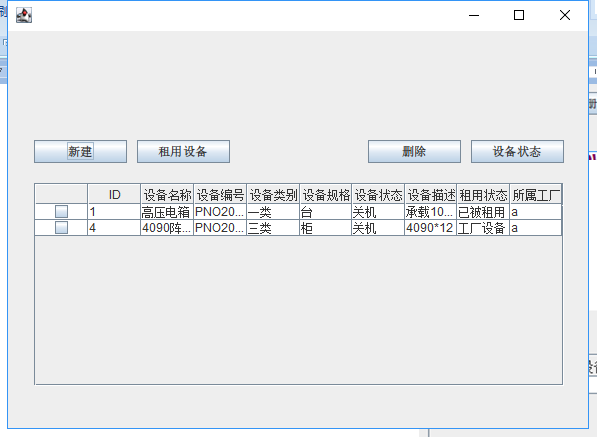 新建 租用设备 删除 设备状态
ID 设备名称 设备编号 设备类别 设备规格 设备状态 设备描述 租用状态 所属工厂
1 高压电箱 PNO20... 一类 台 关机 承载10... 已被租用 a
4 4090阵... PNO20... 三类 柜 关机 4090*12 工厂设备 a